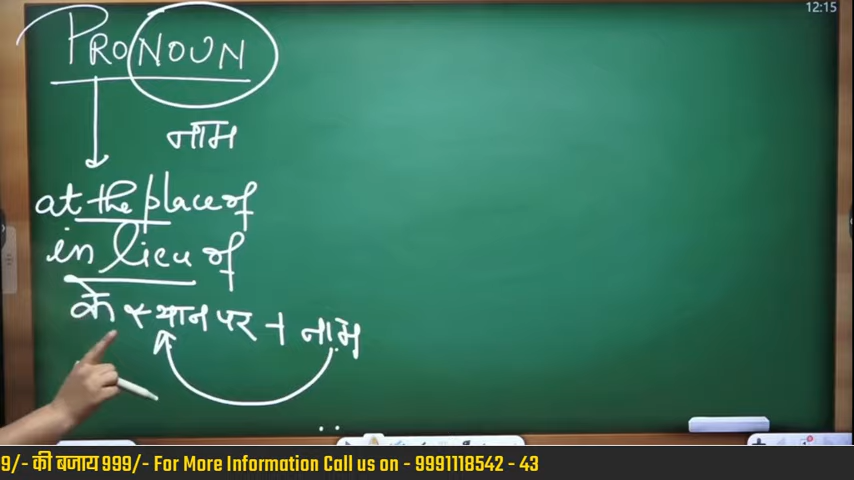 12:15
PRONOUN
नाम
at the place of
in lieu of
के स्थान पर + नाम
9/- की बजाय 999/- For More Information Call us on - 9991118542 - 43